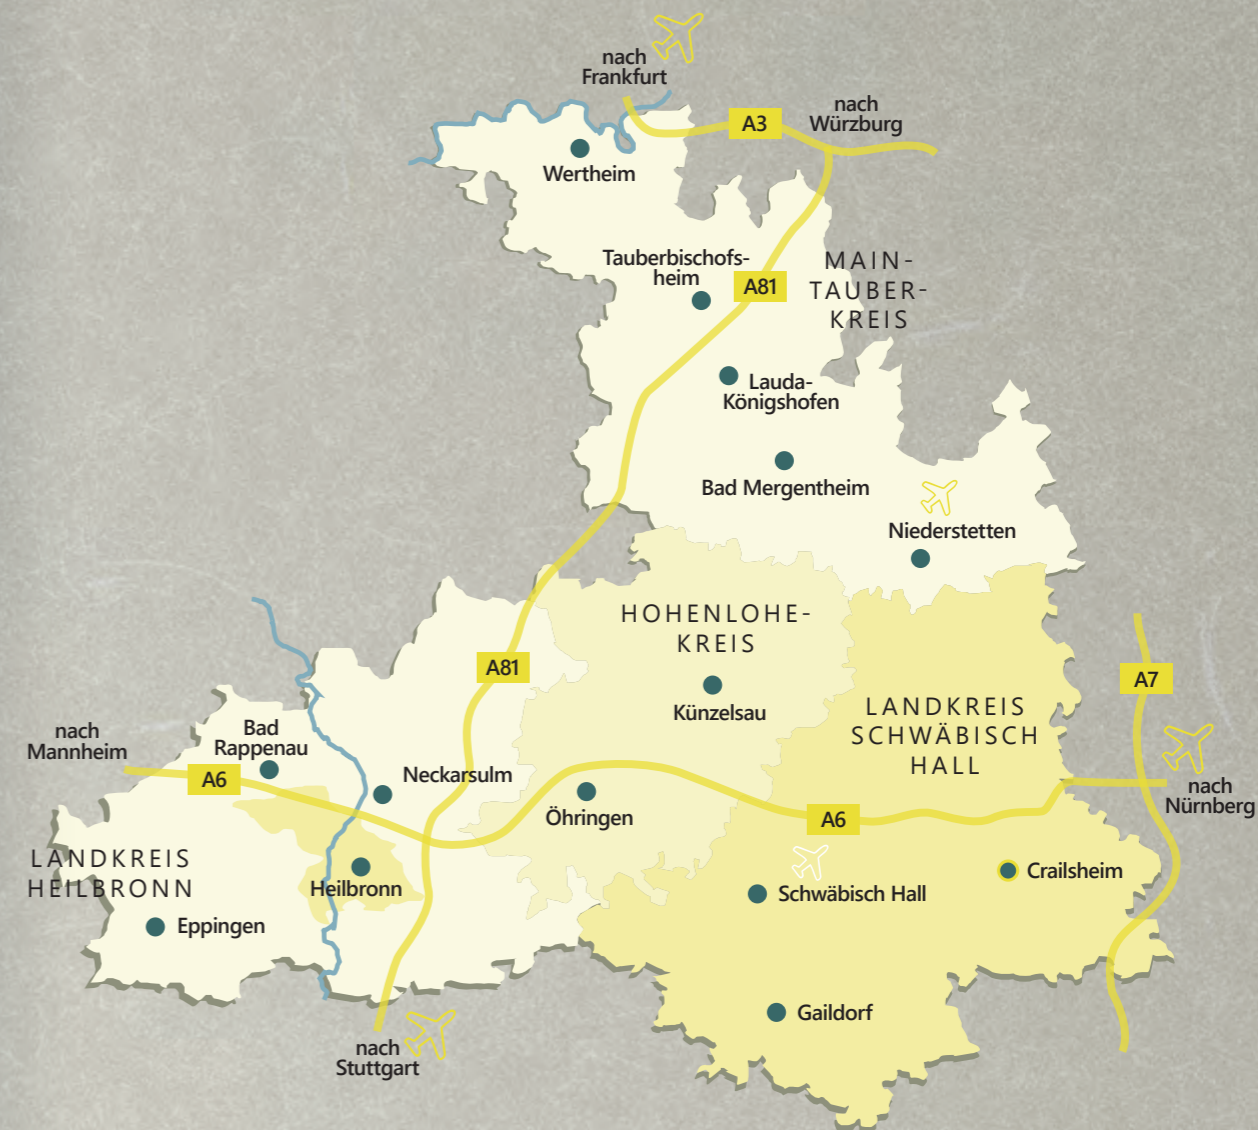 nach
Frankfurt
A3
nach
Würzburg
Wertheim
Tauberbischofs-
heim
A81
MAIN-
TAUBER-
KREIS
Lauda-
Königshofen
Bad Mergentheim
Niederstetten
HOHENLOHE-
KREIS
A81
Künzelsau
A7
LANDKREIS
SCHWÄBISCH
HALL
nach
Mannheim
Bad
Rappenau
A6
Neckarsulm
nach
Nürnberg
Öhringen
A6
LANDKREIS
HEILBRONN
Heilbronn
Eppingen
Schwäbisch Hall
Crailsheim
Gaildorf
nach
Stuttgart